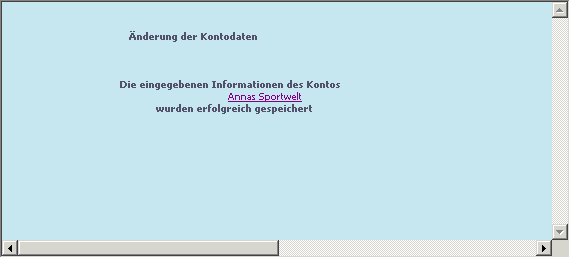 Änderung der Kontodaten
Die eingegebenen Informationen des Kontos
Annas Sportwelt
wurden erfolgreich gespeichert